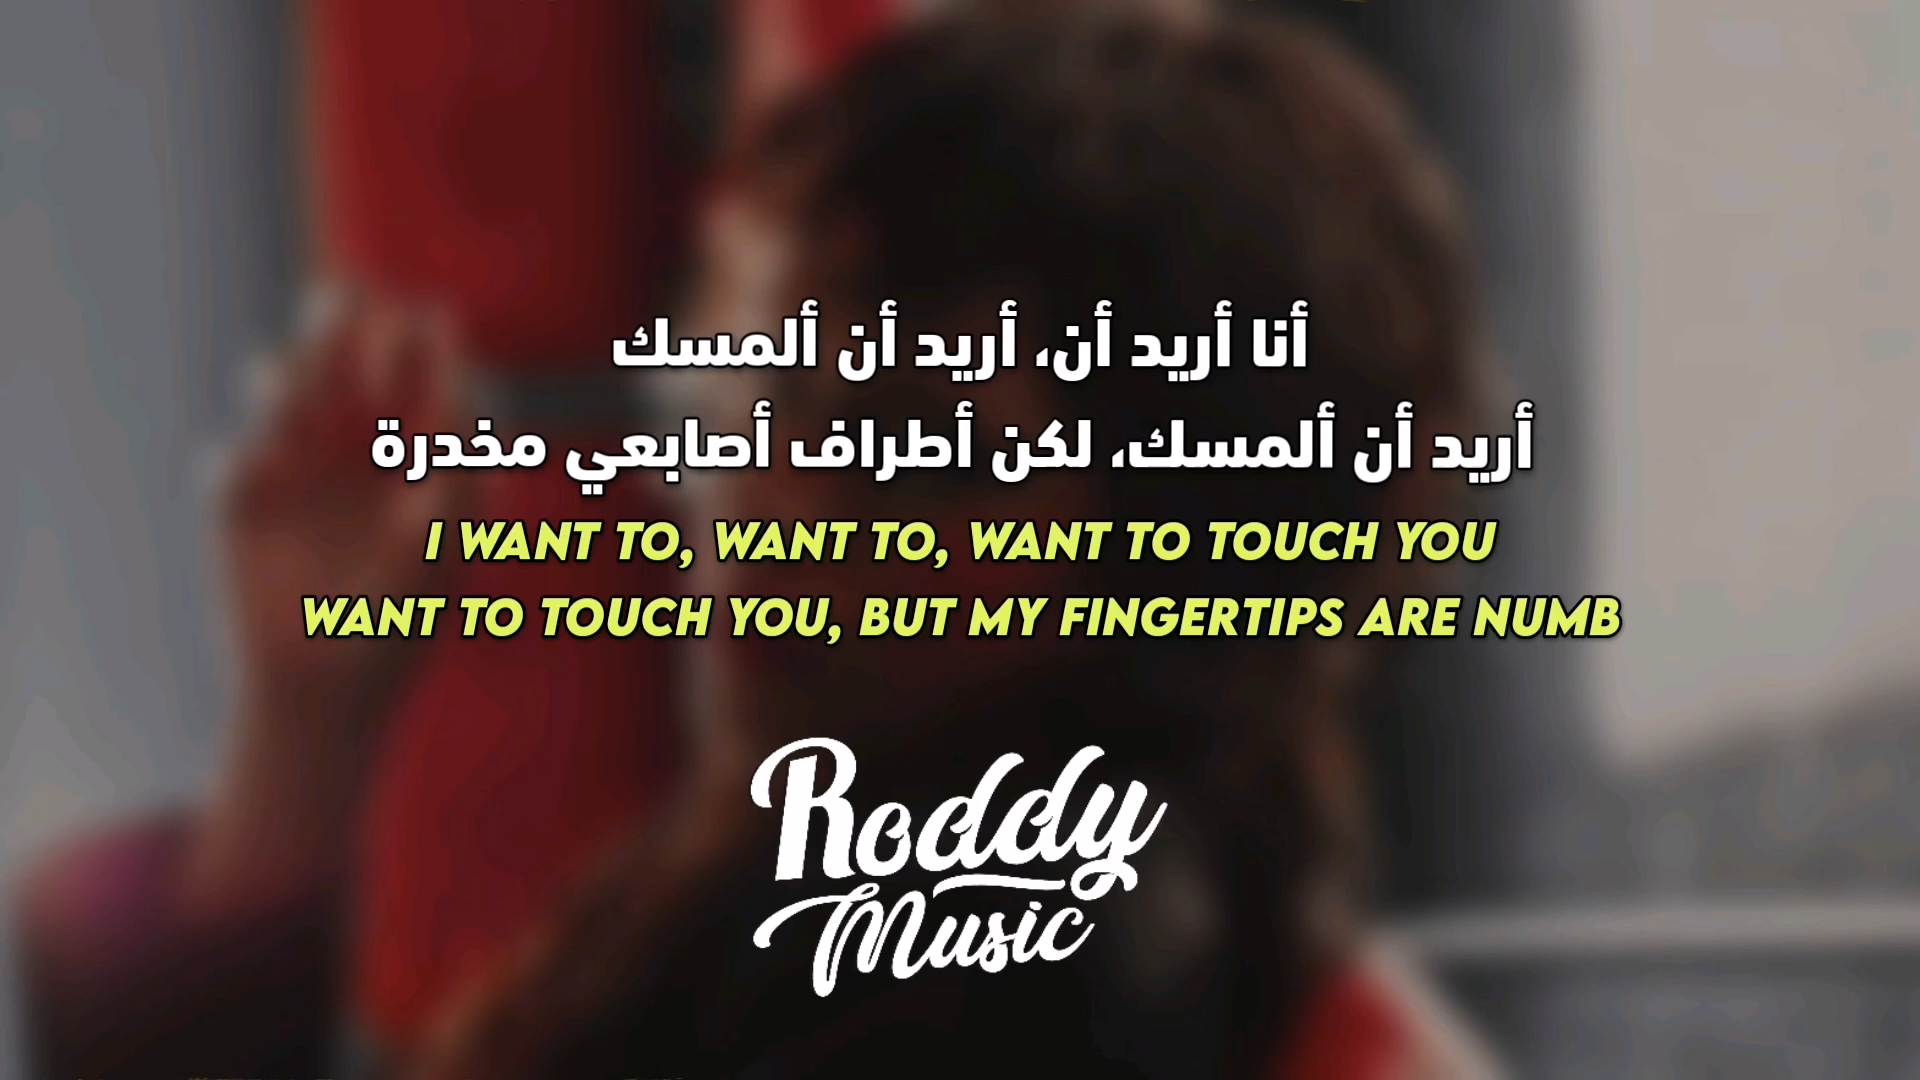 أنا أريد أن، أريد أن ألمسك
أريد أن ألمسك، لكن أطراف أصابعي مخدرة
I WANT TO, WANT TO, WANT TO TOUCH YOU
WANT TO TOUCH YOU, BUT MY FINGERTIPS ARE NUMB
Roddy
Music